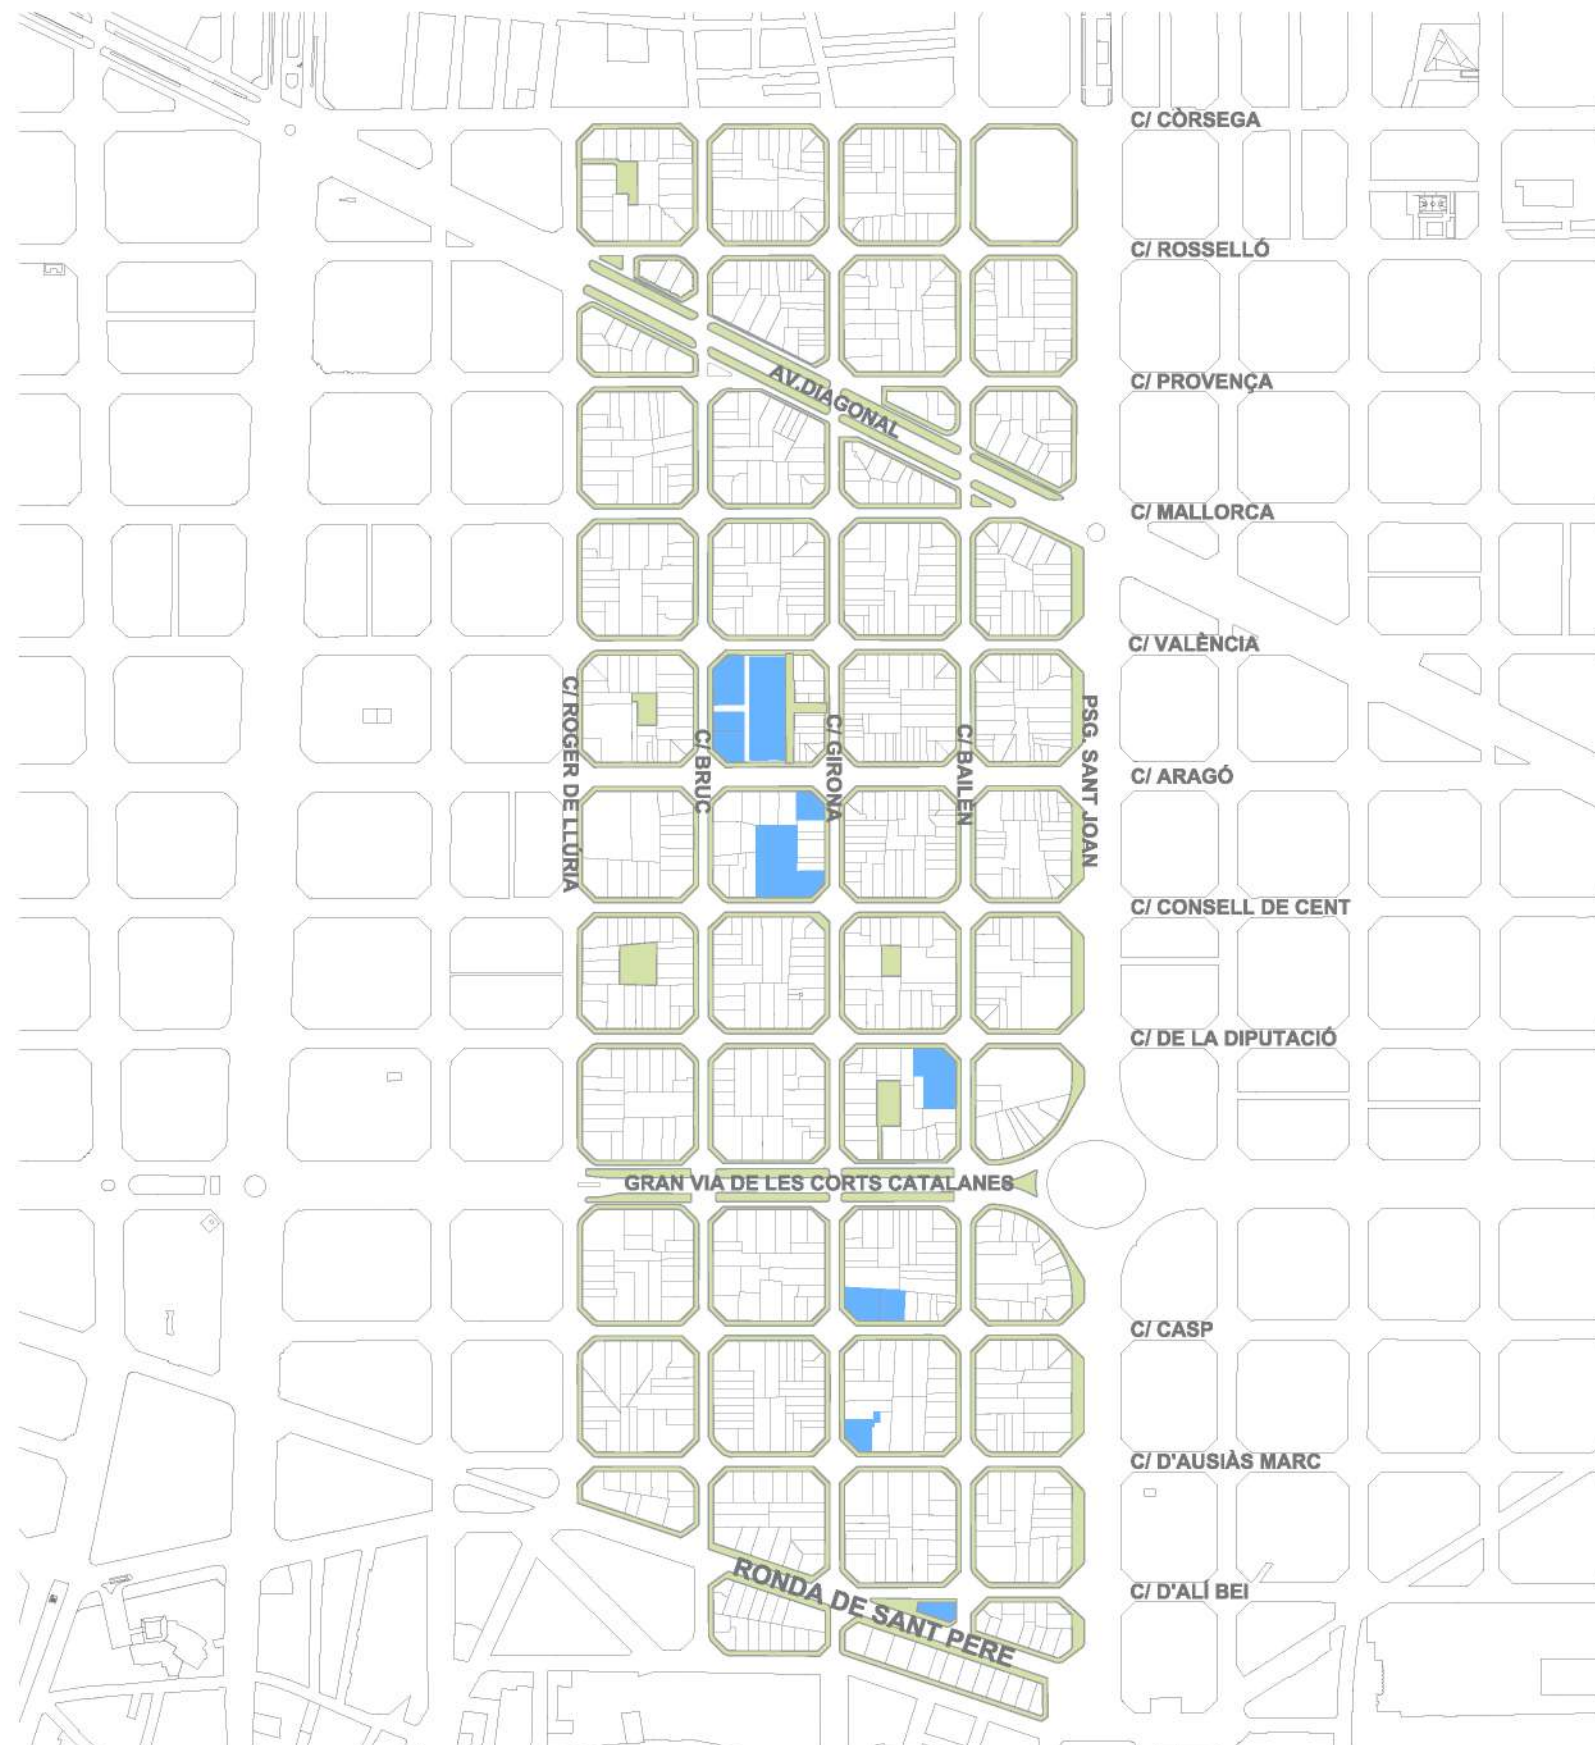 C/ CÒRSEGA
C/ ROSSELLÓ
C/ PROVENÇA
AV.DIAGONAL
C/ MALLORCA
C/ VALÈNCIA
C/ ROGER DE LLÚRIA
C/ BRUC
C/ GIRONA
C/ BAILÈN
PSG. SANT JOAN
C/ ARAGÓ
C/ CONSELL DE CENT
C/ DE LA DIPUTACIÓ
GRAN VIA DE LES CORTS CATALANES
C/ CASP
C/ D'AUSIÀS MARC
C/ D'ALÍ BEI
RONDA DE SANT PERE